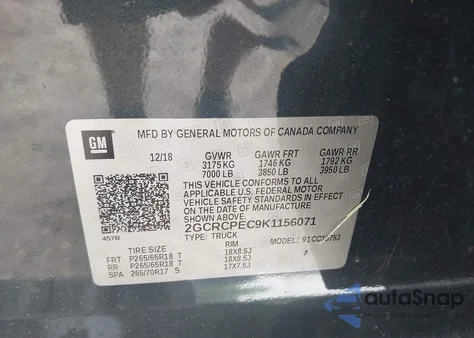 GM
MFD BY GENERAL MOTORS OF CANADA COMPANY
12/18 GVWR GAWR FRT GAWR RR
3175 KG 1746 KG 1792 KG
7000 LB 3850 LB 3950 LB
THIS VEHICLE CONFORMS TO ALL
APPLICABLE U.S. FEDERAL MOTOR
VEHICLE SAFETY STANDARDS IN EFFECT
ON THE DATE OF MANUFACTURE
SHOWN ABOVE.
2GCRCPEC9K1156071
TYPE: TRUCK MODEL:
457B
TIRE SIZE RIM
FRT P265/65R18 T 18X8.5J
RR P265/65R18 T 18X8.5J
SPA 265/70R17 S 17X7.5J
autoSnap